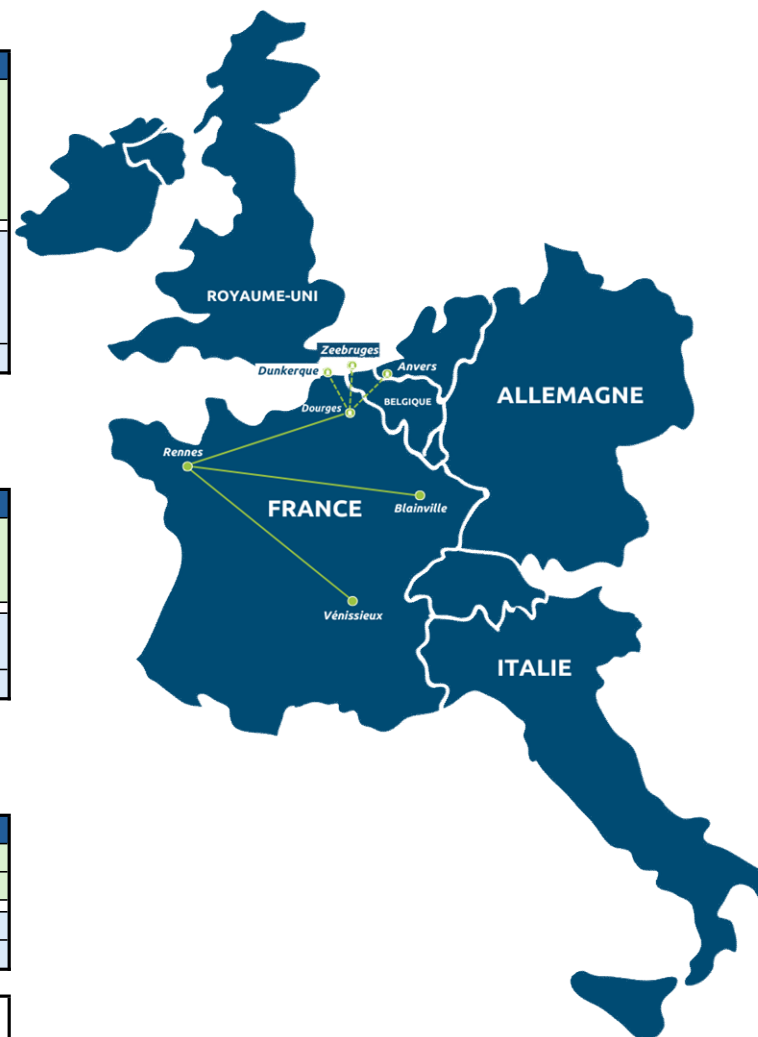 ROYAUME-UNI
Zeebruges
Dunkerque
Anvers
ALLEMAGNE
BELGIQUE
Dourges
Rennes
FRANCE
Blainville
Vénissieux
ITALIE